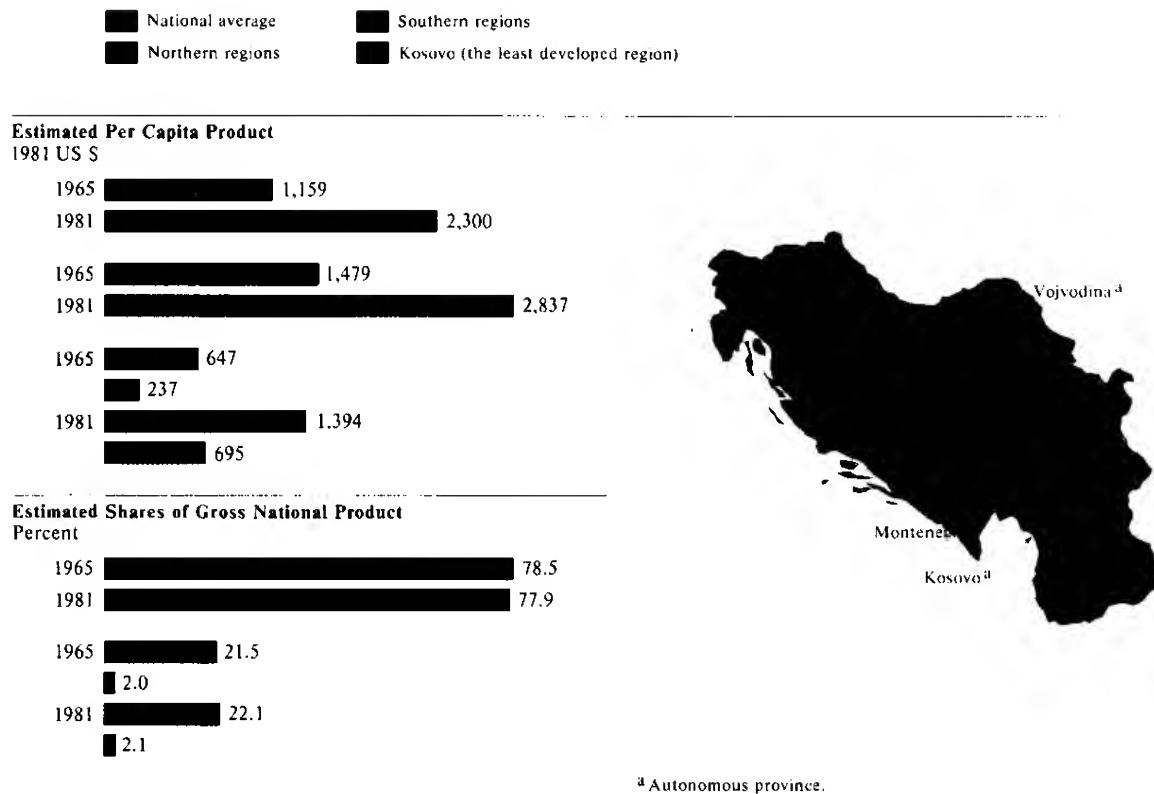 National average
Southern regions
Northern regions
Kosovo (the least developed region)
Estimated Per Capita Product
1981 US $
1965 1,159
1981 2,300
1965 1,479
1981 2,837
1965 647
237
1981 1.394
695
Vojvodina a
Montene
Kosovo a
Estimated Shares of Gross National Product
Percent
1965 78.5
1981 77.9
1965 21.5
2.0
1981 22.1
2.1
a Autonomous province.